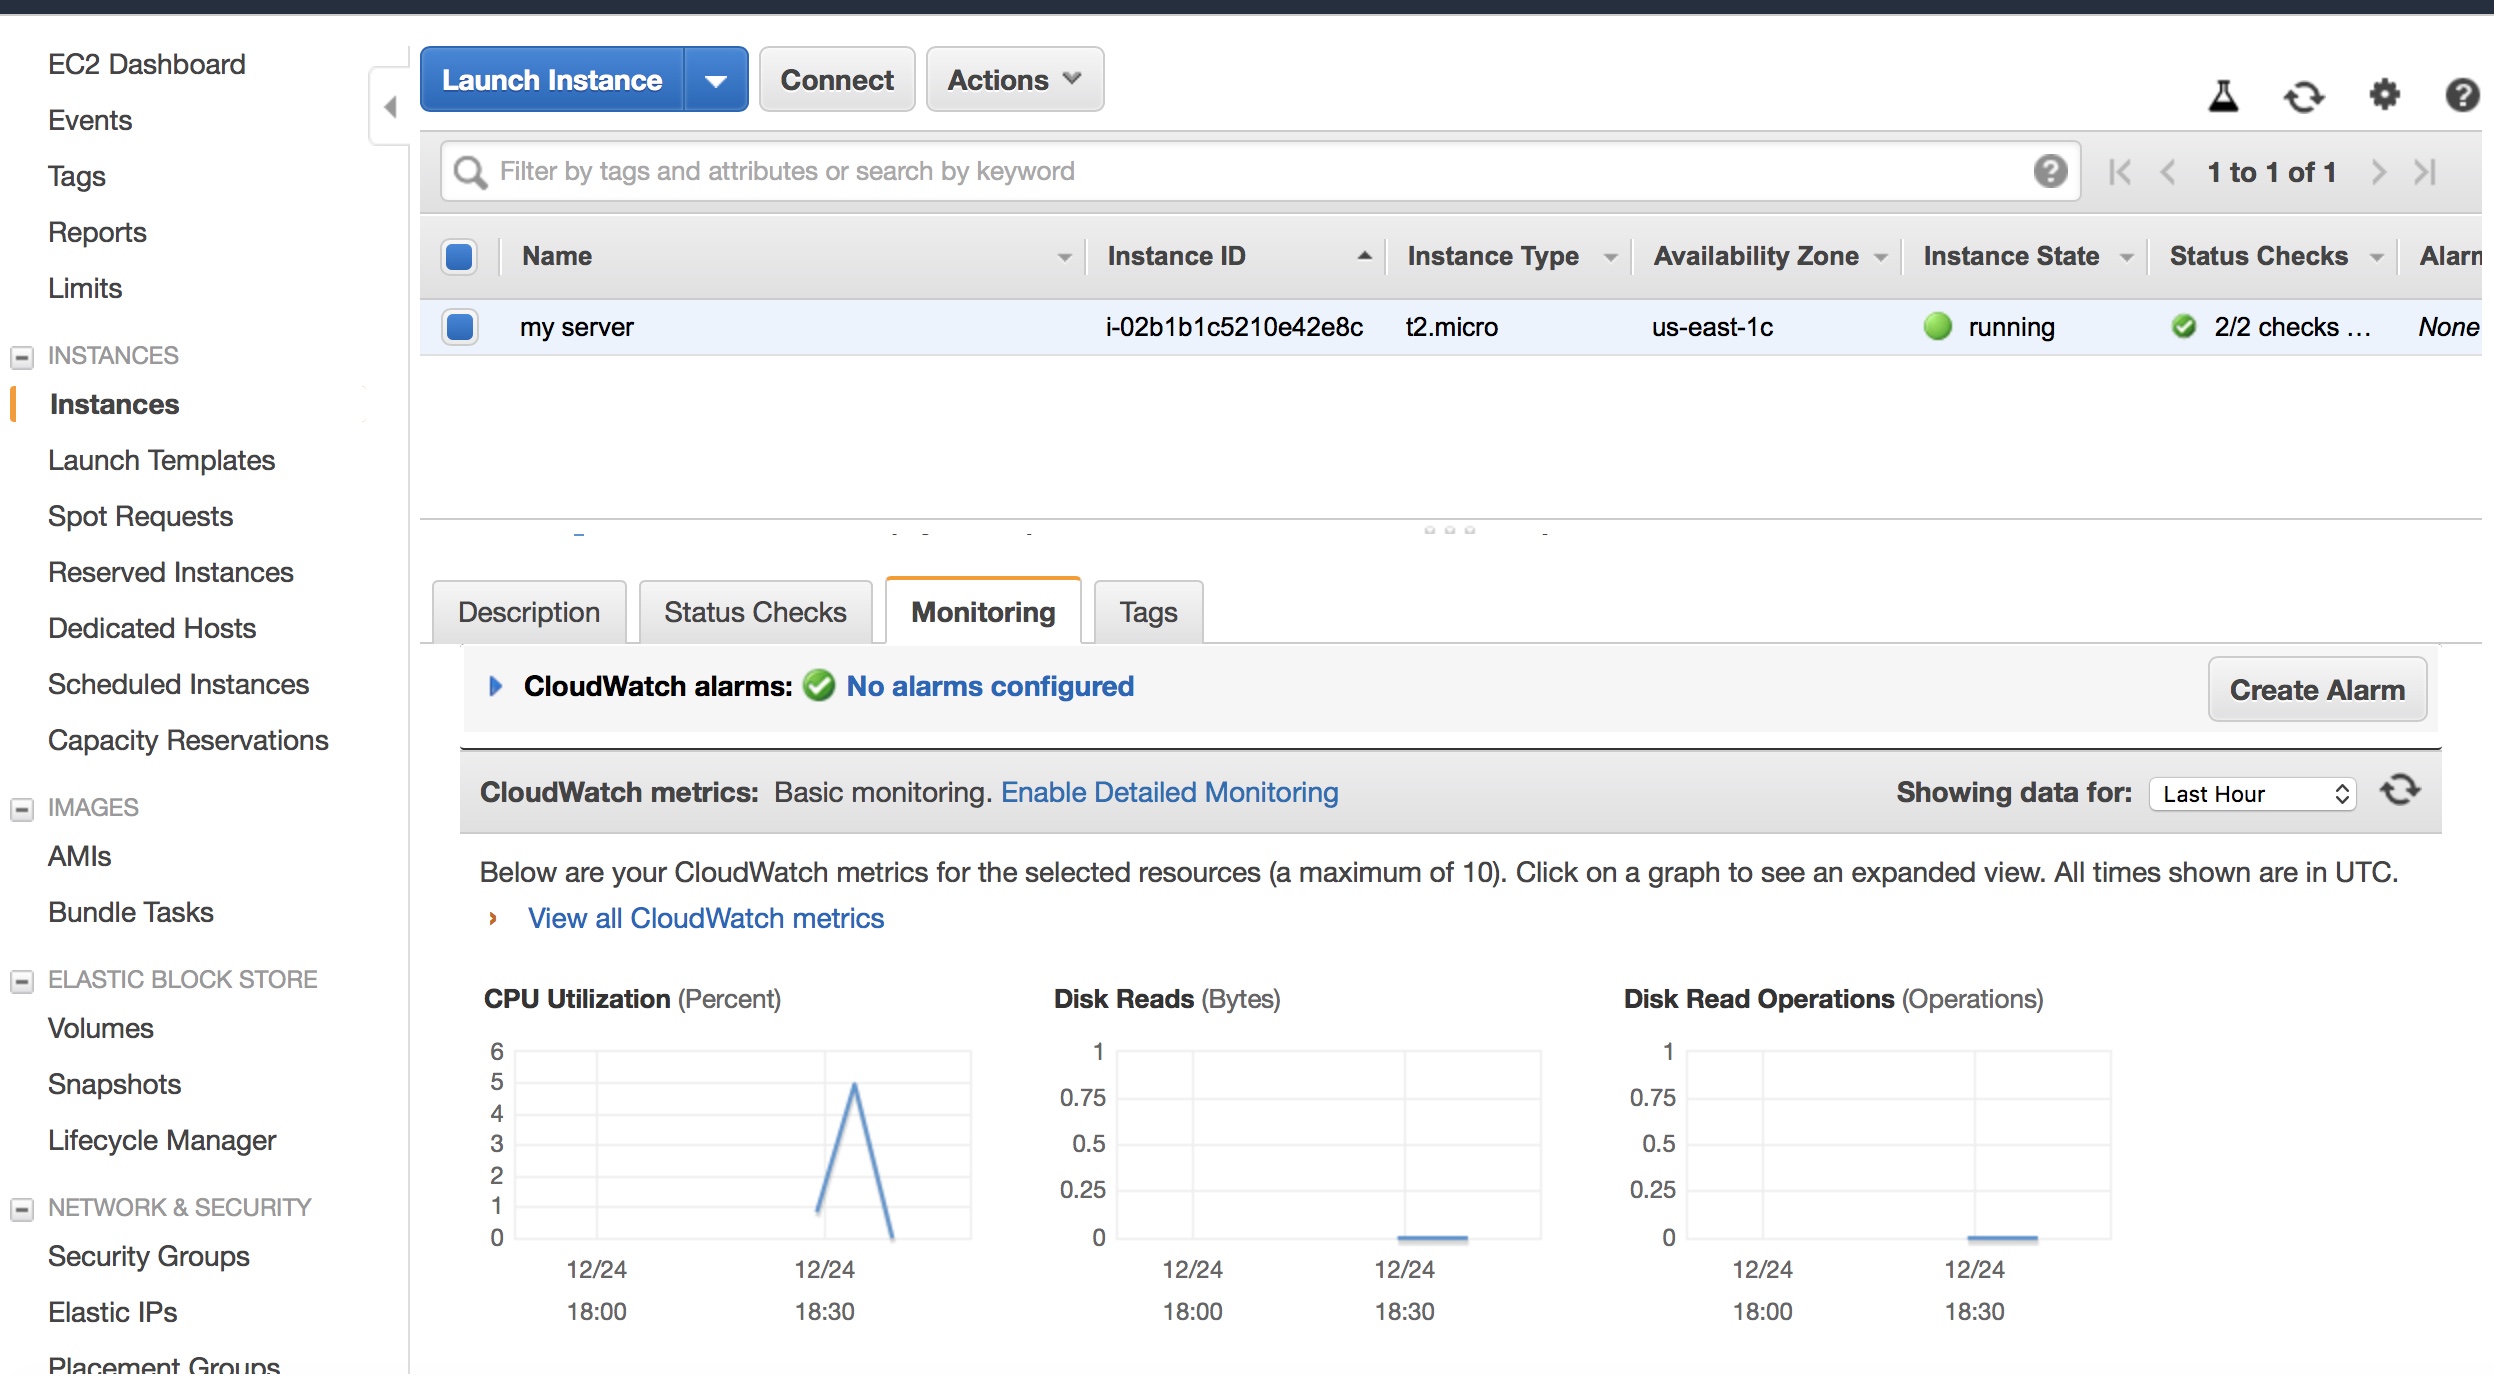 EC2 Dashboard
Events
Tags
Reports
Limits
INSTANCES
Instances
Launch Templates
Spot Requests
Reserved Instances
Dedicated Hosts
Scheduled Instances
Capacity Reservations
IMAGES
AMIs
Bundle Tasks
ELASTIC BLOCK STORE
Volumes
Snapshots
Lifecycle Manager
NETWORK & SECURITY
Security Groups
Elastic IPs
Placement Groups
Launch Instance Connect Actions
Filter by tags and attributes or search by keyword 1 to 1 of 1
Name Instance ID Instance Type Availability Zone Instance State Status Checks Alarm
my server i-02b1b1c5210e42e8c t2.micro us-east-1c running 2/2 checks ... None
Description Status Checks Monitoring Tags
CloudWatch alarms: No alarms configured Create Alarm
CloudWatch metrics: Basic monitoring. Enable Detailed Monitoring Showing data for: Last Hour
Below are your CloudWatch metrics for the selected resources (a maximum of 10). Click on a graph to see an expanded view. All times shown are in UTC.
View all CloudWatch metrics
CPU Utilization (Percent)
6
5
4
3
2
1
0
12/24 12/24
18:00 18:30
Disk Reads (Bytes)
1
0.75
0.5
0.25
0
12/24 12/24
18:00 18:30
Disk Read Operations (Operations)
1
0.75
0.5
0.25
0
12/24 12/24
18:00 18:30